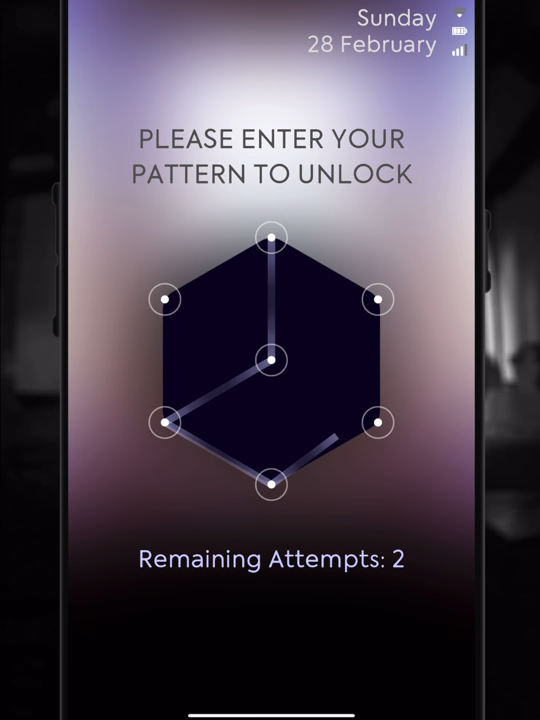 Sunday
28 February
PLEASE ENTER YOUR
PATTERN TO UNLOCK
Remaining Attempts: 2